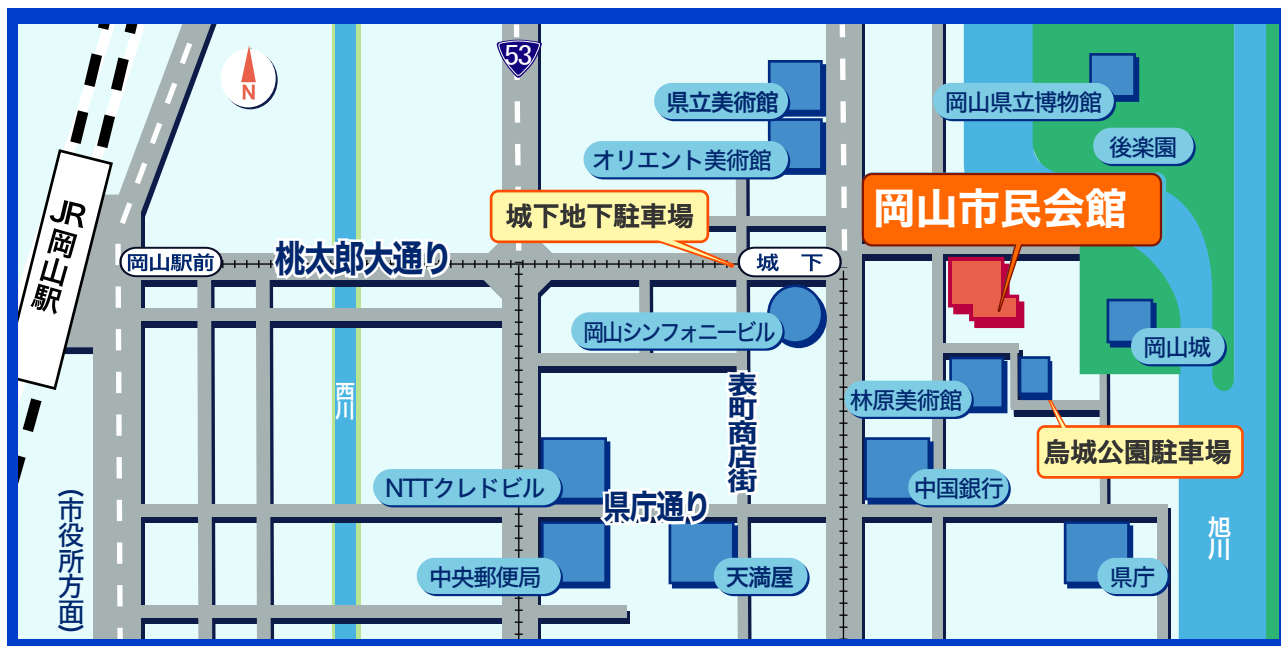 53
N
県立美術館
岡山県立博物館
オリエント美術館
後楽園
城下地下駐車場
岡山市民会館
JR岡山駅
岡山駅前
桃太郎大通り
城 下
岡山シンフォニービル
岡山城
西川
表町商店街
林原美術館
烏城公園駐車場
NTTクレドビル
中国銀行
県庁通り
(市役所方面)
旭川
中央郵便局
天満屋
県庁